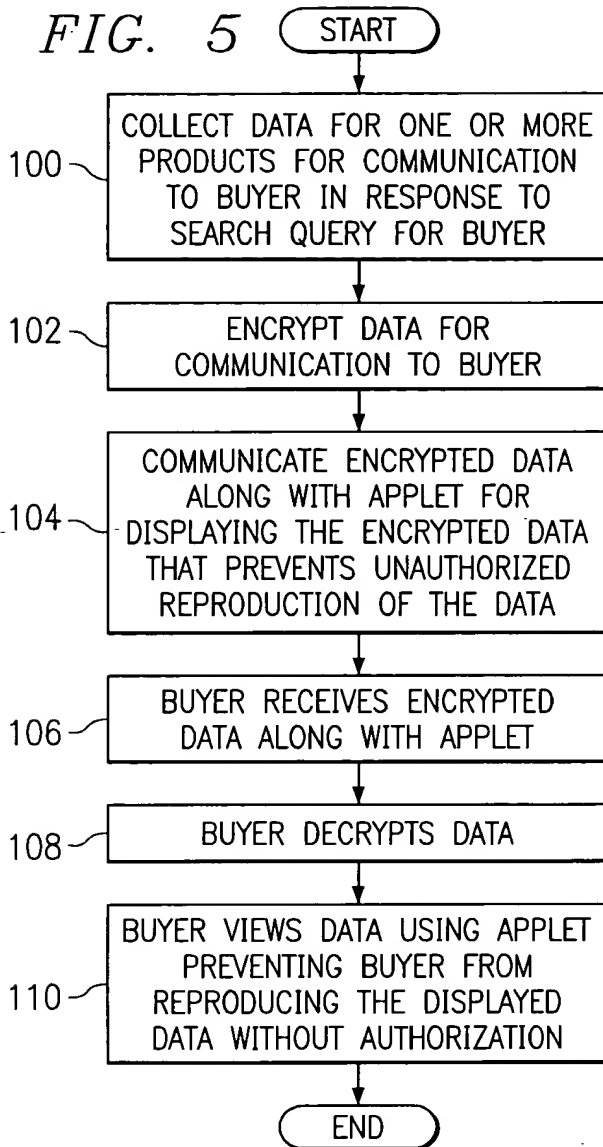 FIG. 5
START
100
COLLECT DATA FOR ONE OR MORE
PRODUCTS FOR COMMUNICATION
TO BUYER IN RESPONSE TO
SEARCH QUERY FOR BUYER
102
ENCRYPT DATA FOR
COMMUNICATION TO BUYER
104
COMMUNICATE ENCRYPTED DATA
ALONG WITH APPLET FOR
DISPLAYING THE ENCRYPTED DATA
THAT PREVENTS UNAUTHORIZED
REPRODUCTION OF THE DATA
106
BUYER RECEIVES ENCRYPTED
DATA ALONG WITH APPLET
108
BUYER DECRYPTS DATA
110
BUYER VIEWS DATA USING APPLET
PREVENTING BUYER FROM
REPRODUCING THE DISPLAYED
DATA WITHOUT AUTHORIZATION
END